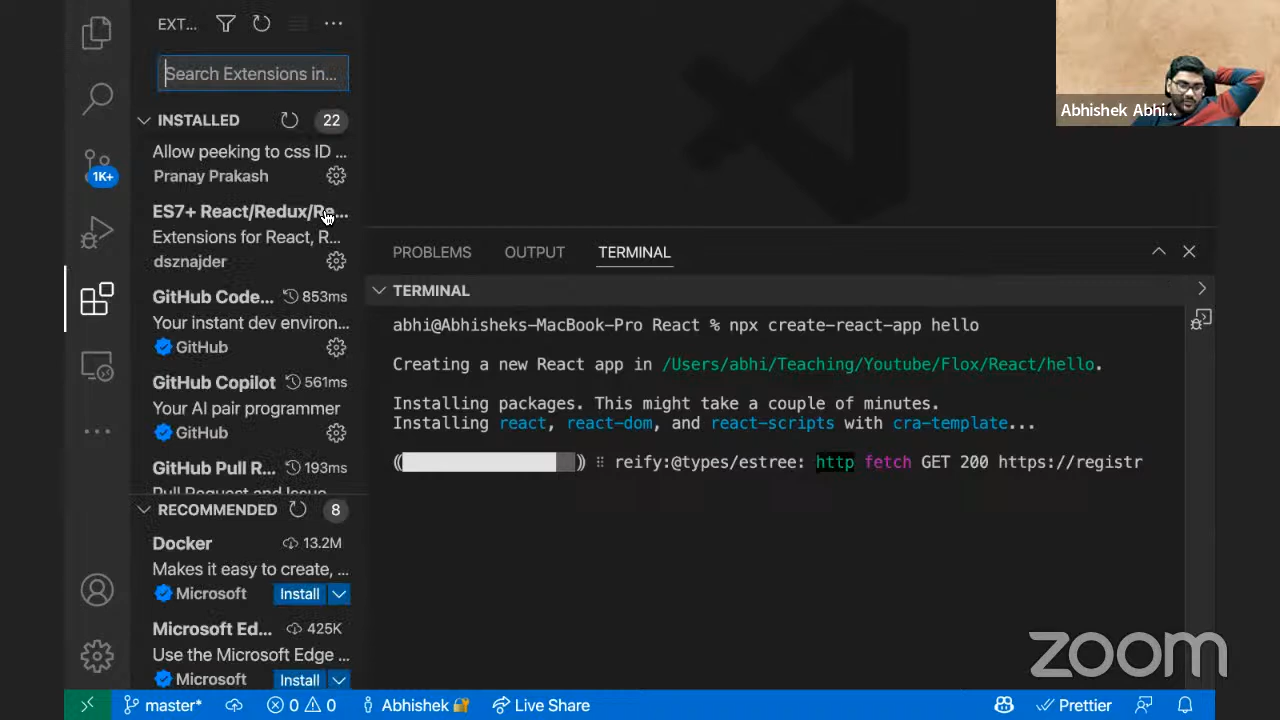 EXT...
Search Extensions in...
INSTALLED 22
Allow peeking to css ID ...
Pranay Prakash
ES7+ React/Redux/Re...
Extensions for React, R...
dsznajder
GitHub Code... 853ms
Your instant dev environ...
GitHub
GitHub Copilot 561ms
Your AI pair programmer
GitHub
GitHub Pull R... 193ms
Pull Request and Issue
RECOMMENDED 8
Docker 13.2M
Makes it easy to create, ...
Microsoft Install
Microsoft Ed... 425K
Use the Microsoft Edge ...
Microsoft Install
1K+
PROBLEMS OUTPUT TERMINAL
TERMINAL
abhi@Abhisheks-MacBook-Pro React % npx create-react-app hello
Creating a new React app in /Users/abhi/Teaching/Youtube/Flox/React/hello.
Installing packages. This might take a couple of minutes.
Installing react, react-dom, and react-scripts with cra-template...
() ⠿ reify:@types/estree: http fetch GET 200 https://registr
Abhishek Abhi...
zoom
master* 0 0 Abhishek Live Share Prettier